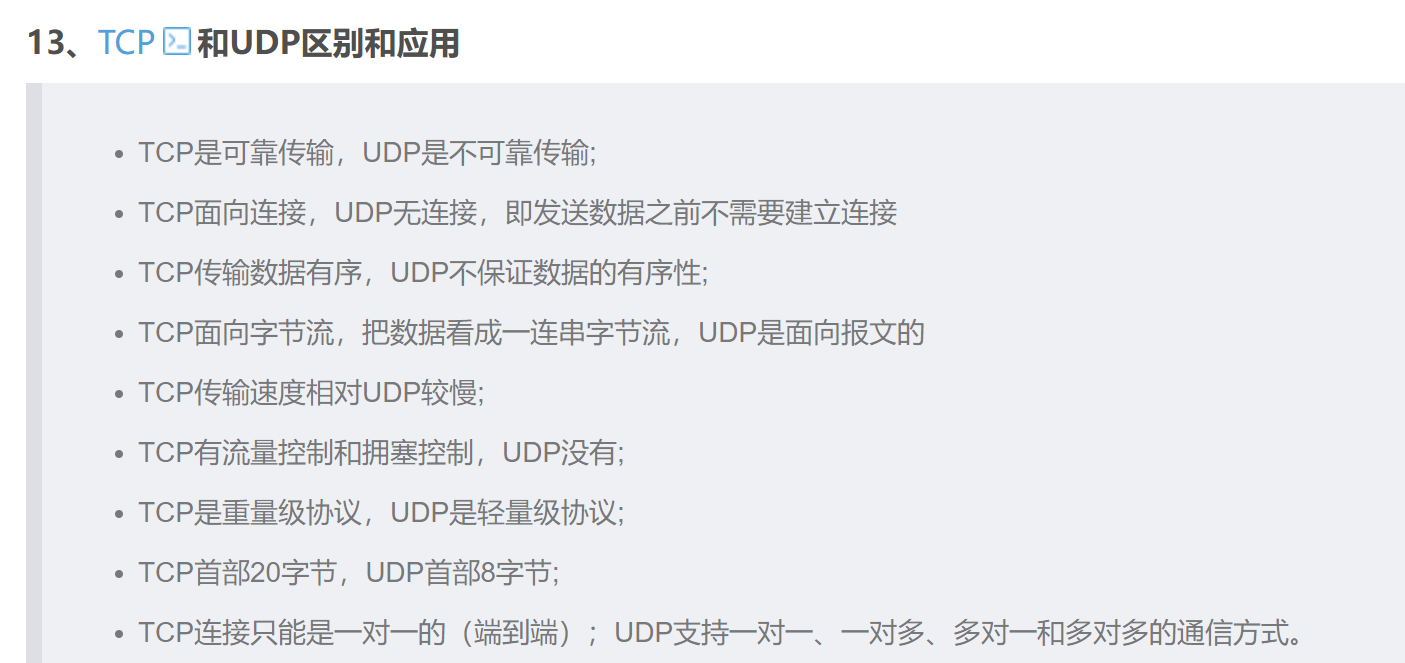 13、TCP和UDP区别和应用
TCP是可靠传输，UDP是不可靠传输;
TCP面向连接，UDP无连接，即发送数据之前不需要建立连接
TCP传输数据有序，UDP不保证数据的有序性;
TCP面向字节流，把数据看成一连串字节流，UDP是面向报文的
TCP传输速度相对UDP较慢;
TCP有流量控制和拥塞控制，UDP没有;
TCP是重量级协议，UDP是轻量级协议;
TCP首部20字节，UDP首部8字节;
TCP连接只能是一对一的（端到端）；UDP支持一对一、一对多、多对一和多对多的通信方式。